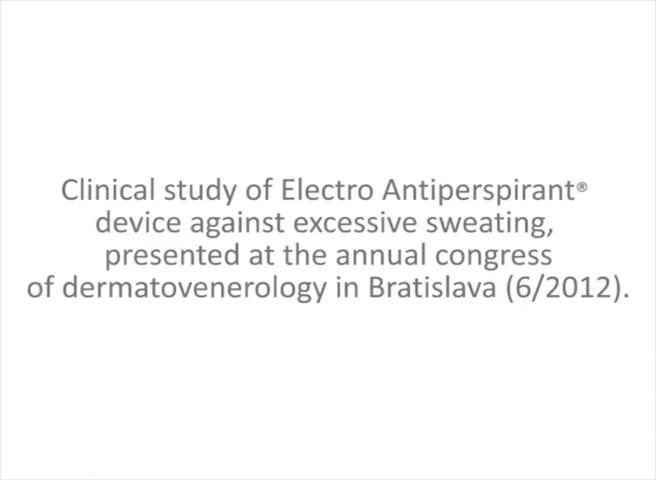 Clinical study of Electro Antiperspirant®
device against excessive sweating,
presented at the annual congress
of dermatovenerology in Bratislava (6/2012).